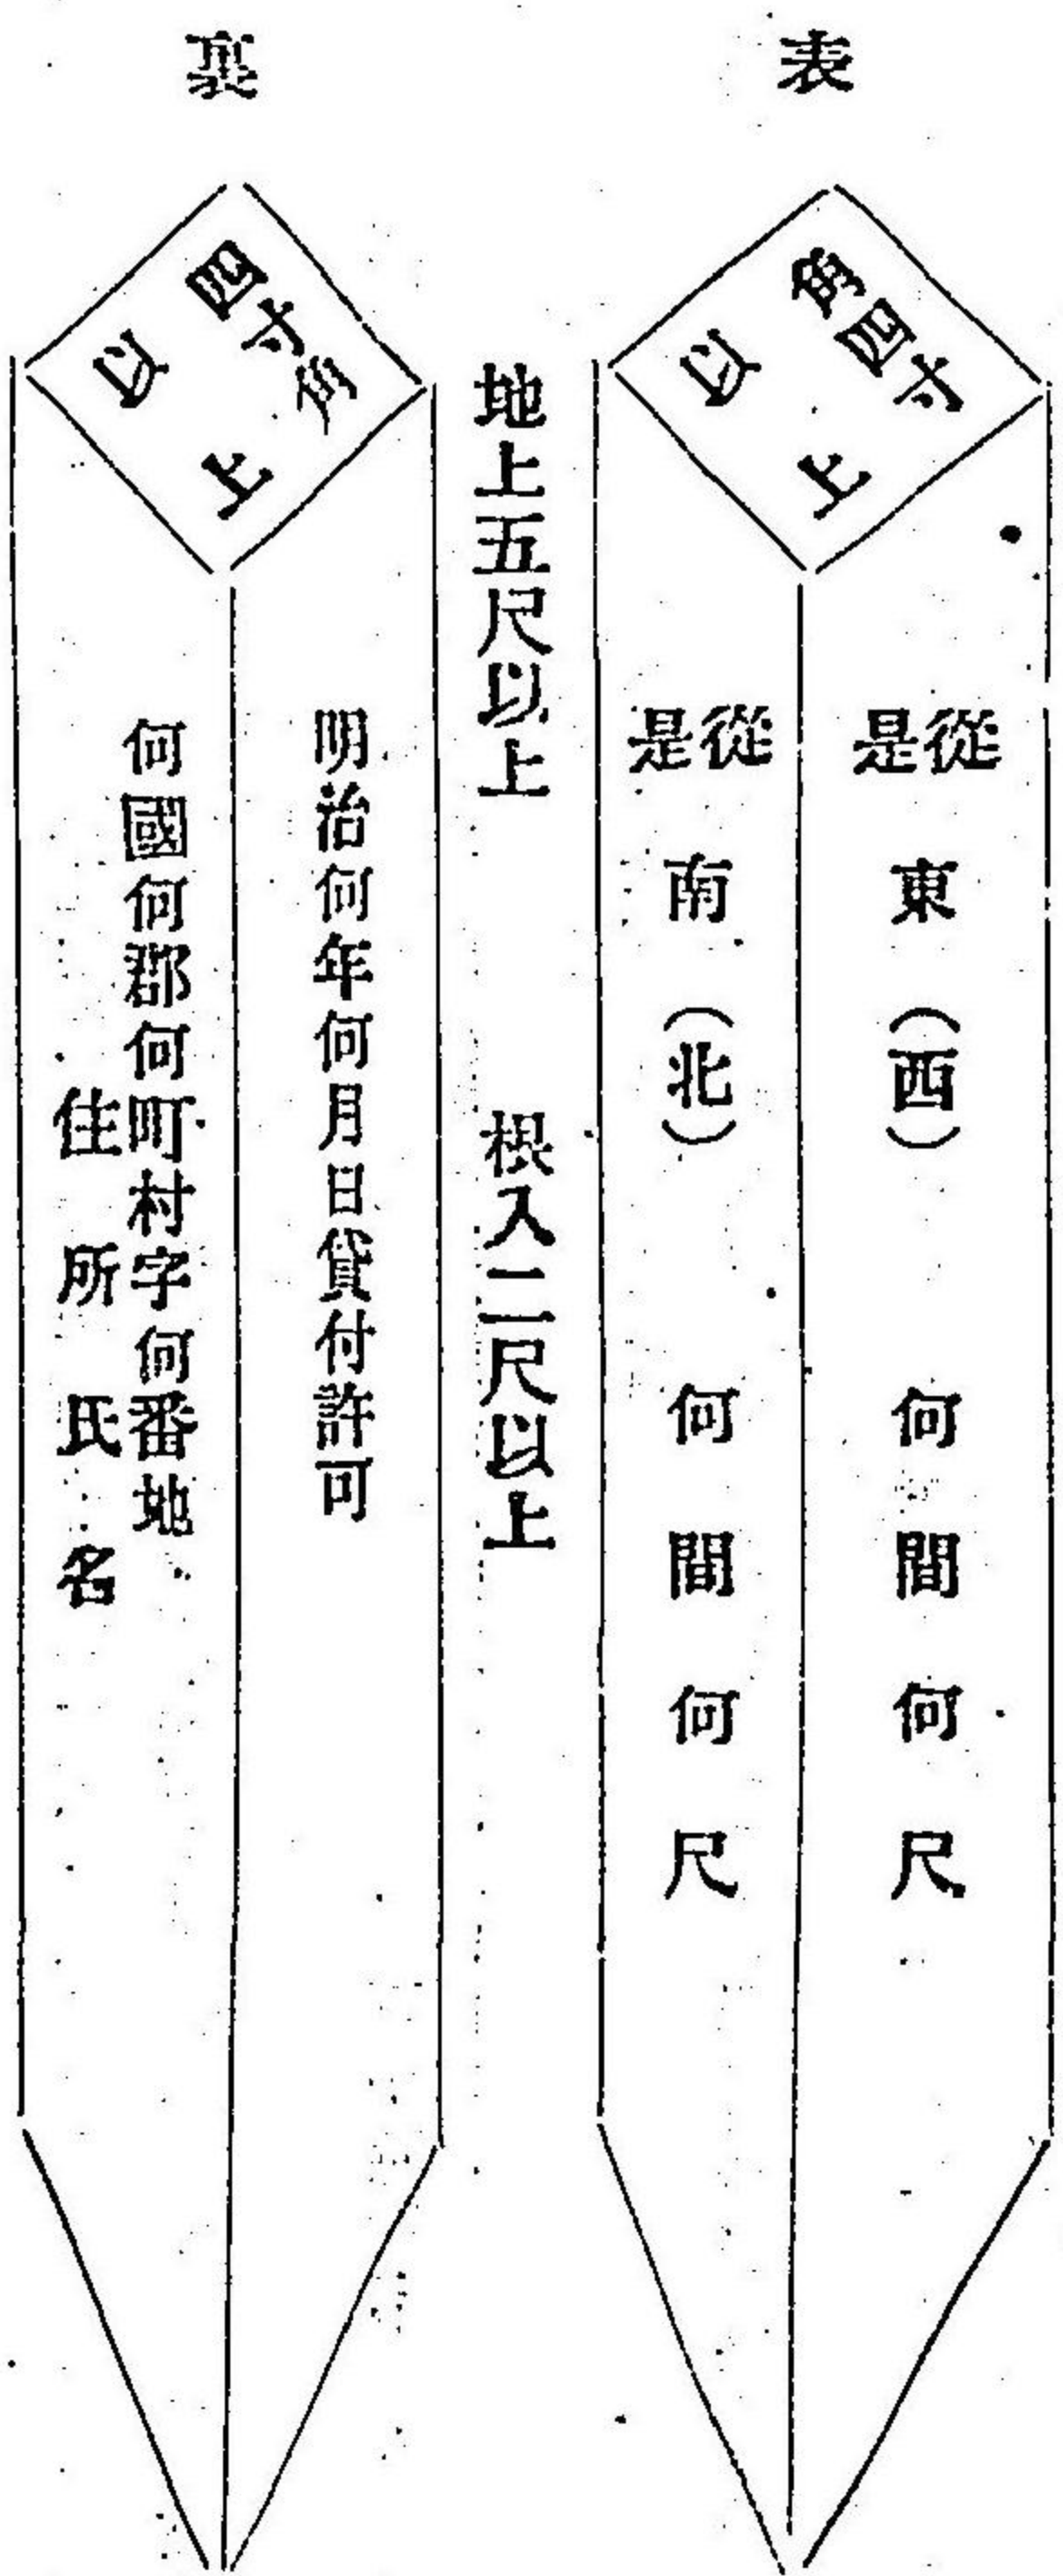 表
角四寸
以上
是從
東
（西）
何間何尺
是從
南
（北）
何間何尺
地上五尺以上
根入二尺以上
裏
四寸角
以上
明治何年何月日貸付許可
何國何郡何町村字何番地
住所氏名